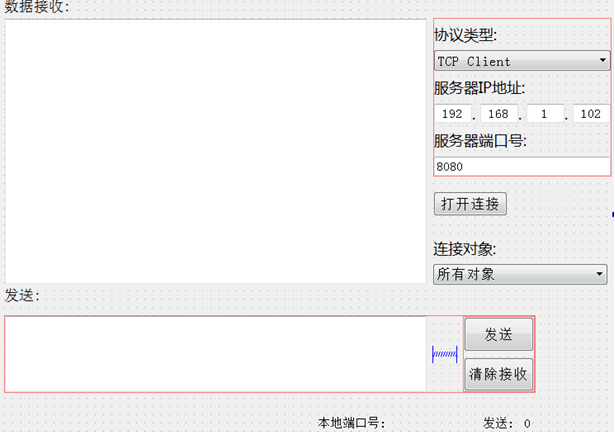 数据接收:
协议类型:
TCP Client
服务器IP地址:
192 . 168 . 1 . 102
服务器端口号:
8080
打开连接
连接对象:
所有对象
发送:
发送
清除接收
本地端口号: 发送: 0